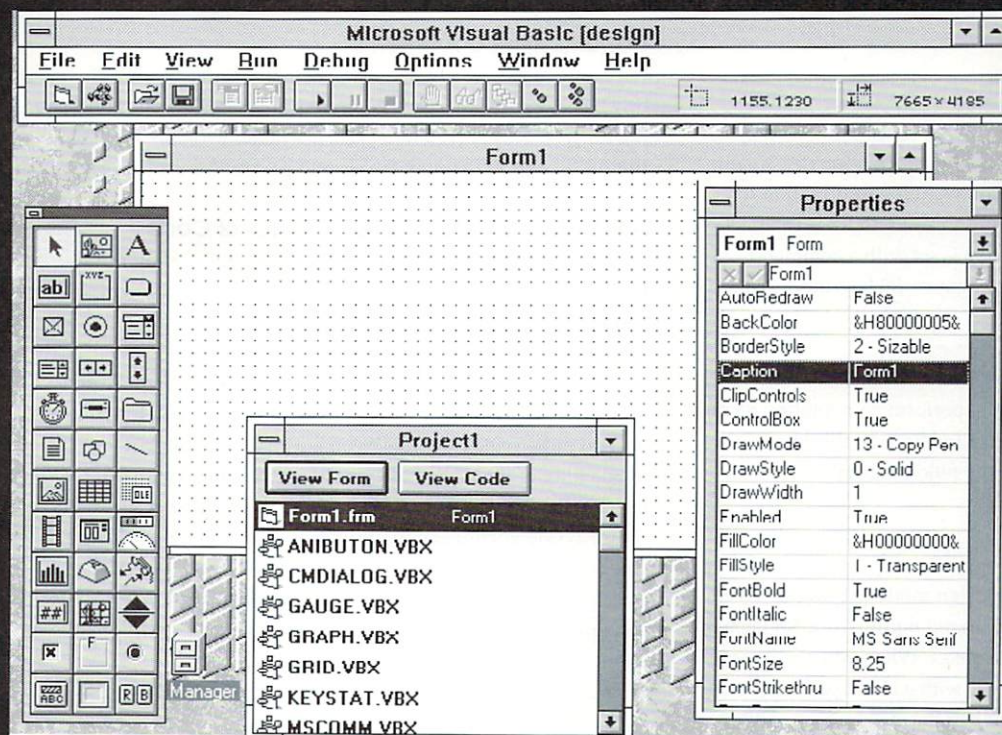 Microsoft Visual Basic [design]
File Edit View Run Debug Options Window Help
1155,1230 7665×4185
Form1
Properties
Form1 Form
Form1
AutoRedraw False
BackColor &H80000005&
BorderStyle 2 - Sizable
Caption Form1
ClipControls True
ControlBox True
DrawMode 13 - Copy Pen
DrawStyle 0 - Solid
DrawWidth 1
Enabled True
FillColor &H00000000&
FillStyle 1 - Transparent
FontBold True
FontItalic False
FontName MS Sans Serif
FontSize 8.25
FontStrikethru False
A
ab
XYZ
OLE
##
F
ABC
R B
Manager
Project1
View Form View Code
Form1.frm Form1
ANIBUTON.VBX
CMDIALOG.VBX
GAUGE.VBX
GRAPH.VBX
GRID.VBX
KEYSTAT.VBX
MSCOMM.VBX